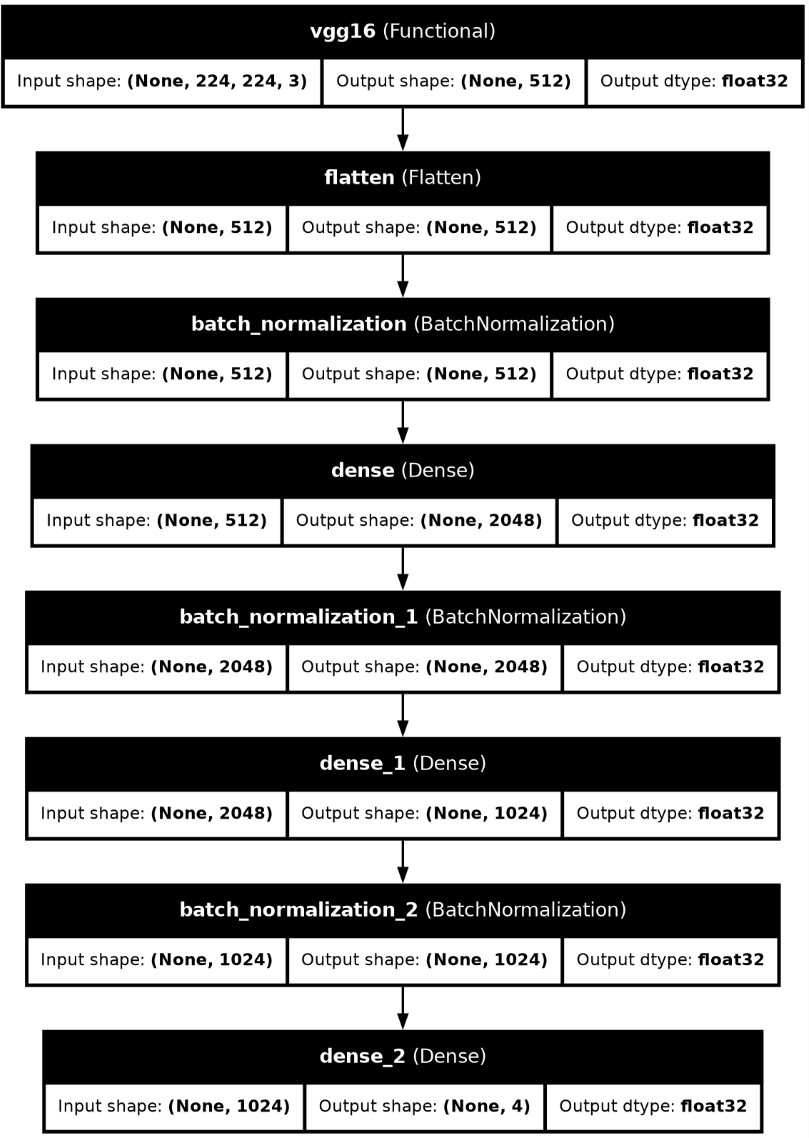 vgg16 (Functional)
Input shape: (None, 224, 224, 3) Output shape: (None, 512) Output dtype: float32
flatten (Flatten)
Input shape: (None, 512) Output shape: (None, 512) Output dtype: float32
batch_normalization (BatchNormalization)
Input shape: (None, 512) Output shape: (None, 512) Output dtype: float32
dense (Dense)
Input shape: (None, 512) Output shape: (None, 2048) Output dtype: float32
batch_normalization_1 (BatchNormalization)
Input shape: (None, 2048) Output shape: (None, 2048) Output dtype: float32
dense_1 (Dense)
Input shape: (None, 2048) Output shape: (None, 1024) Output dtype: float32
batch_normalization_2 (BatchNormalization)
Input shape: (None, 1024) Output shape: (None, 1024) Output dtype: float32
dense_2 (Dense)
Input shape: (None, 1024) Output shape: (None, 4) Output dtype: float32